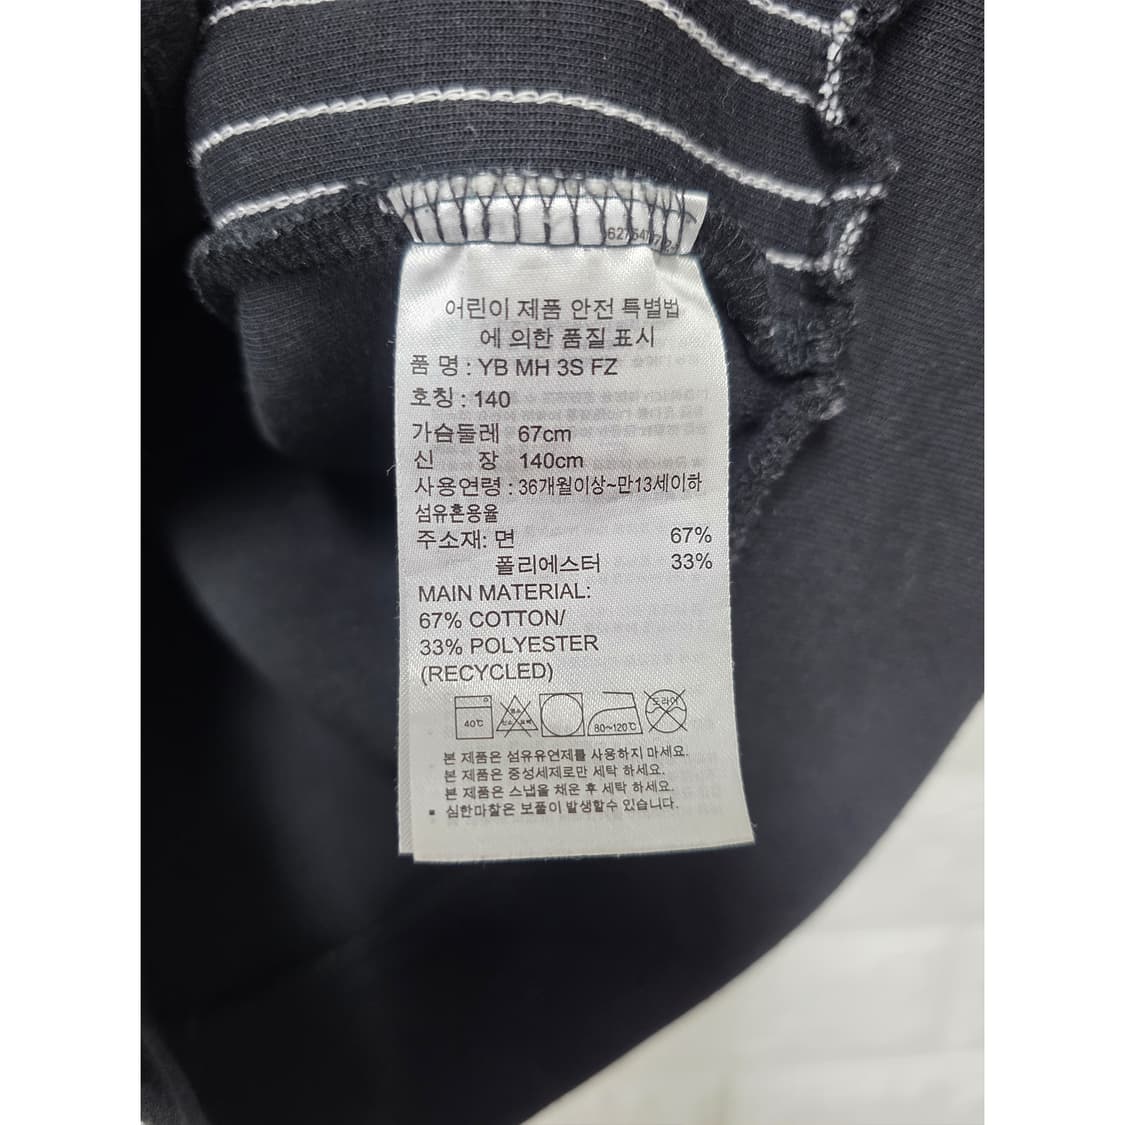 어린이 제품 안전 특별법
에 의한 품질 표시
품 명 : YB MH 3S FZ
호칭 : 140
가슴둘레 67cm
신 장 140cm
사용연령 : 36개월이상~만13세이하
섬유혼용율
주소재: 면 67%
폴리에스터 33%
MAIN MATERIAL:
67% COTTON/
33% POLYESTER
(RECYCLED)
40℃ 80~120℃ 드라이
본 제품은 섬유유연제를 사용하지 마세요.
본 제품은 중성세제로만 세탁 하세요.
본 제품은 스냅을 채운 후 세탁 하세요.
▪ 심한마찰은 보풀이 발생할수 있습니다.